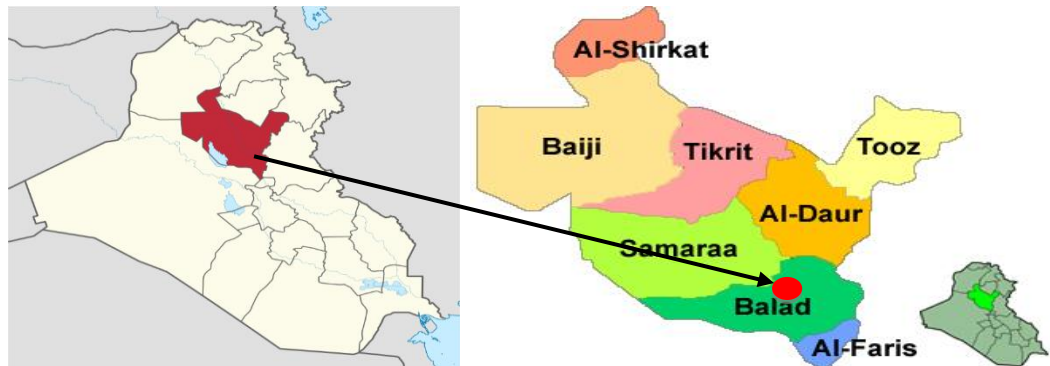 Al-Shirkat
Baiji
Tikrit
Tooz
Al-Daur
Samaraa
Balad
Al-Faris